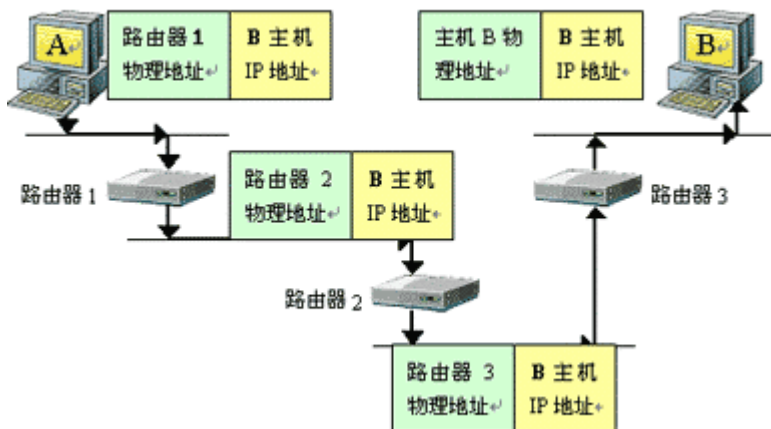 A
路由器1
物理地址
B 主机
IP 地址
主机 B 物
理地址
B 主机
IP 地址
B
路由器 1
路由器 2
物理地址
B 主机
IP 地址
路由器 3
路由器 2
路由器 3
物理地址
B 主机
IP 地址